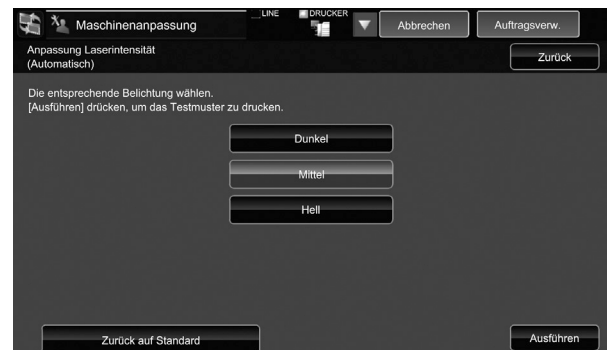 Maschinenanpassung
LINE
DRUCKER
Abbrechen
Auftragsverw.
Anpassung Laserintensität
(Automatisch)
Zurück
Die entsprechende Belichtung wählen.
[Ausführen] drücken, um das Testmuster zu drucken.
Dunkel
Mittel
Hell
Zurück auf Standard
Ausführen